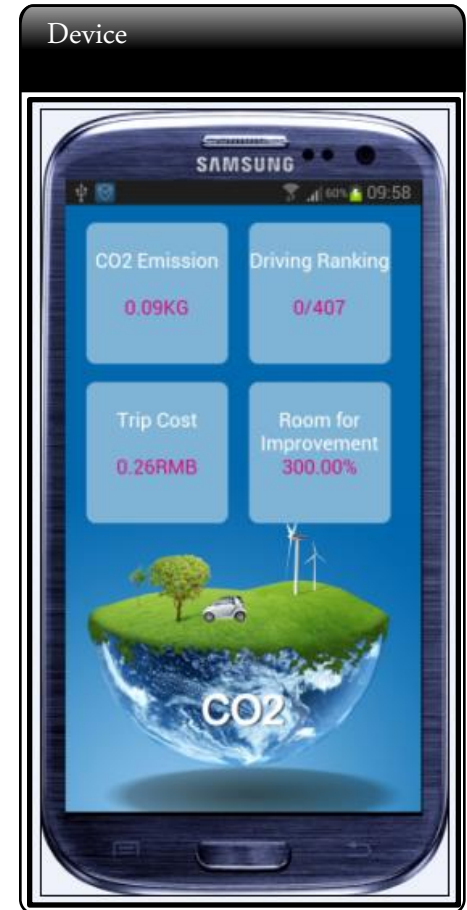 Device
SAMSUNG
60% 09:58
CO2 Emission
0.09KG
Driving Ranking
0/407
Trip Cost
0.26RMB
Room for
Improvement
300.00%
CO2